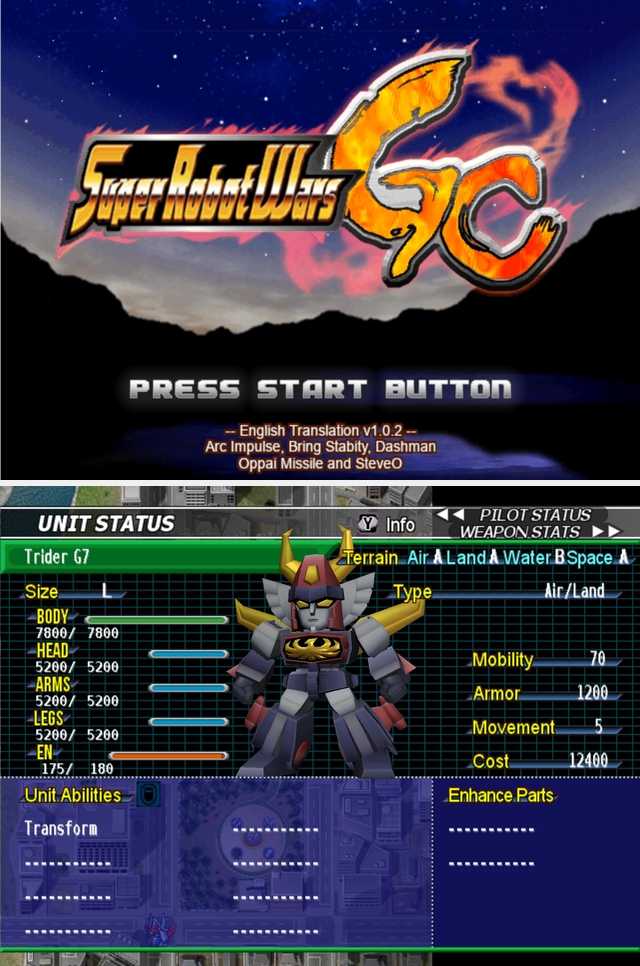 Super Robot Wars GC
PRESS START BUTTON
-- English Translation v1.0.2 --
Arc Impulse, Bring Stabity, Dashman
Oppai Missile and SteveO
UNIT STATUS
Y Info
PILOT STATUS
WEAPON STATS
Trider G7
Terrain Air A Land A Water B Space A
Size L
Type Air/Land
BODY
7800/ 7800
HEAD
5200/ 5200
Mobility 70
ARMS
5200/ 5200
Armor 1200
LEGS
5200/ 5200
Movement 5
EN
175/ 180
Cost 12400
Unit Abilities
Enhance Parts
Transform ----------- -----------
----------- ----------- -----------
----------- -----------
----------- -----------